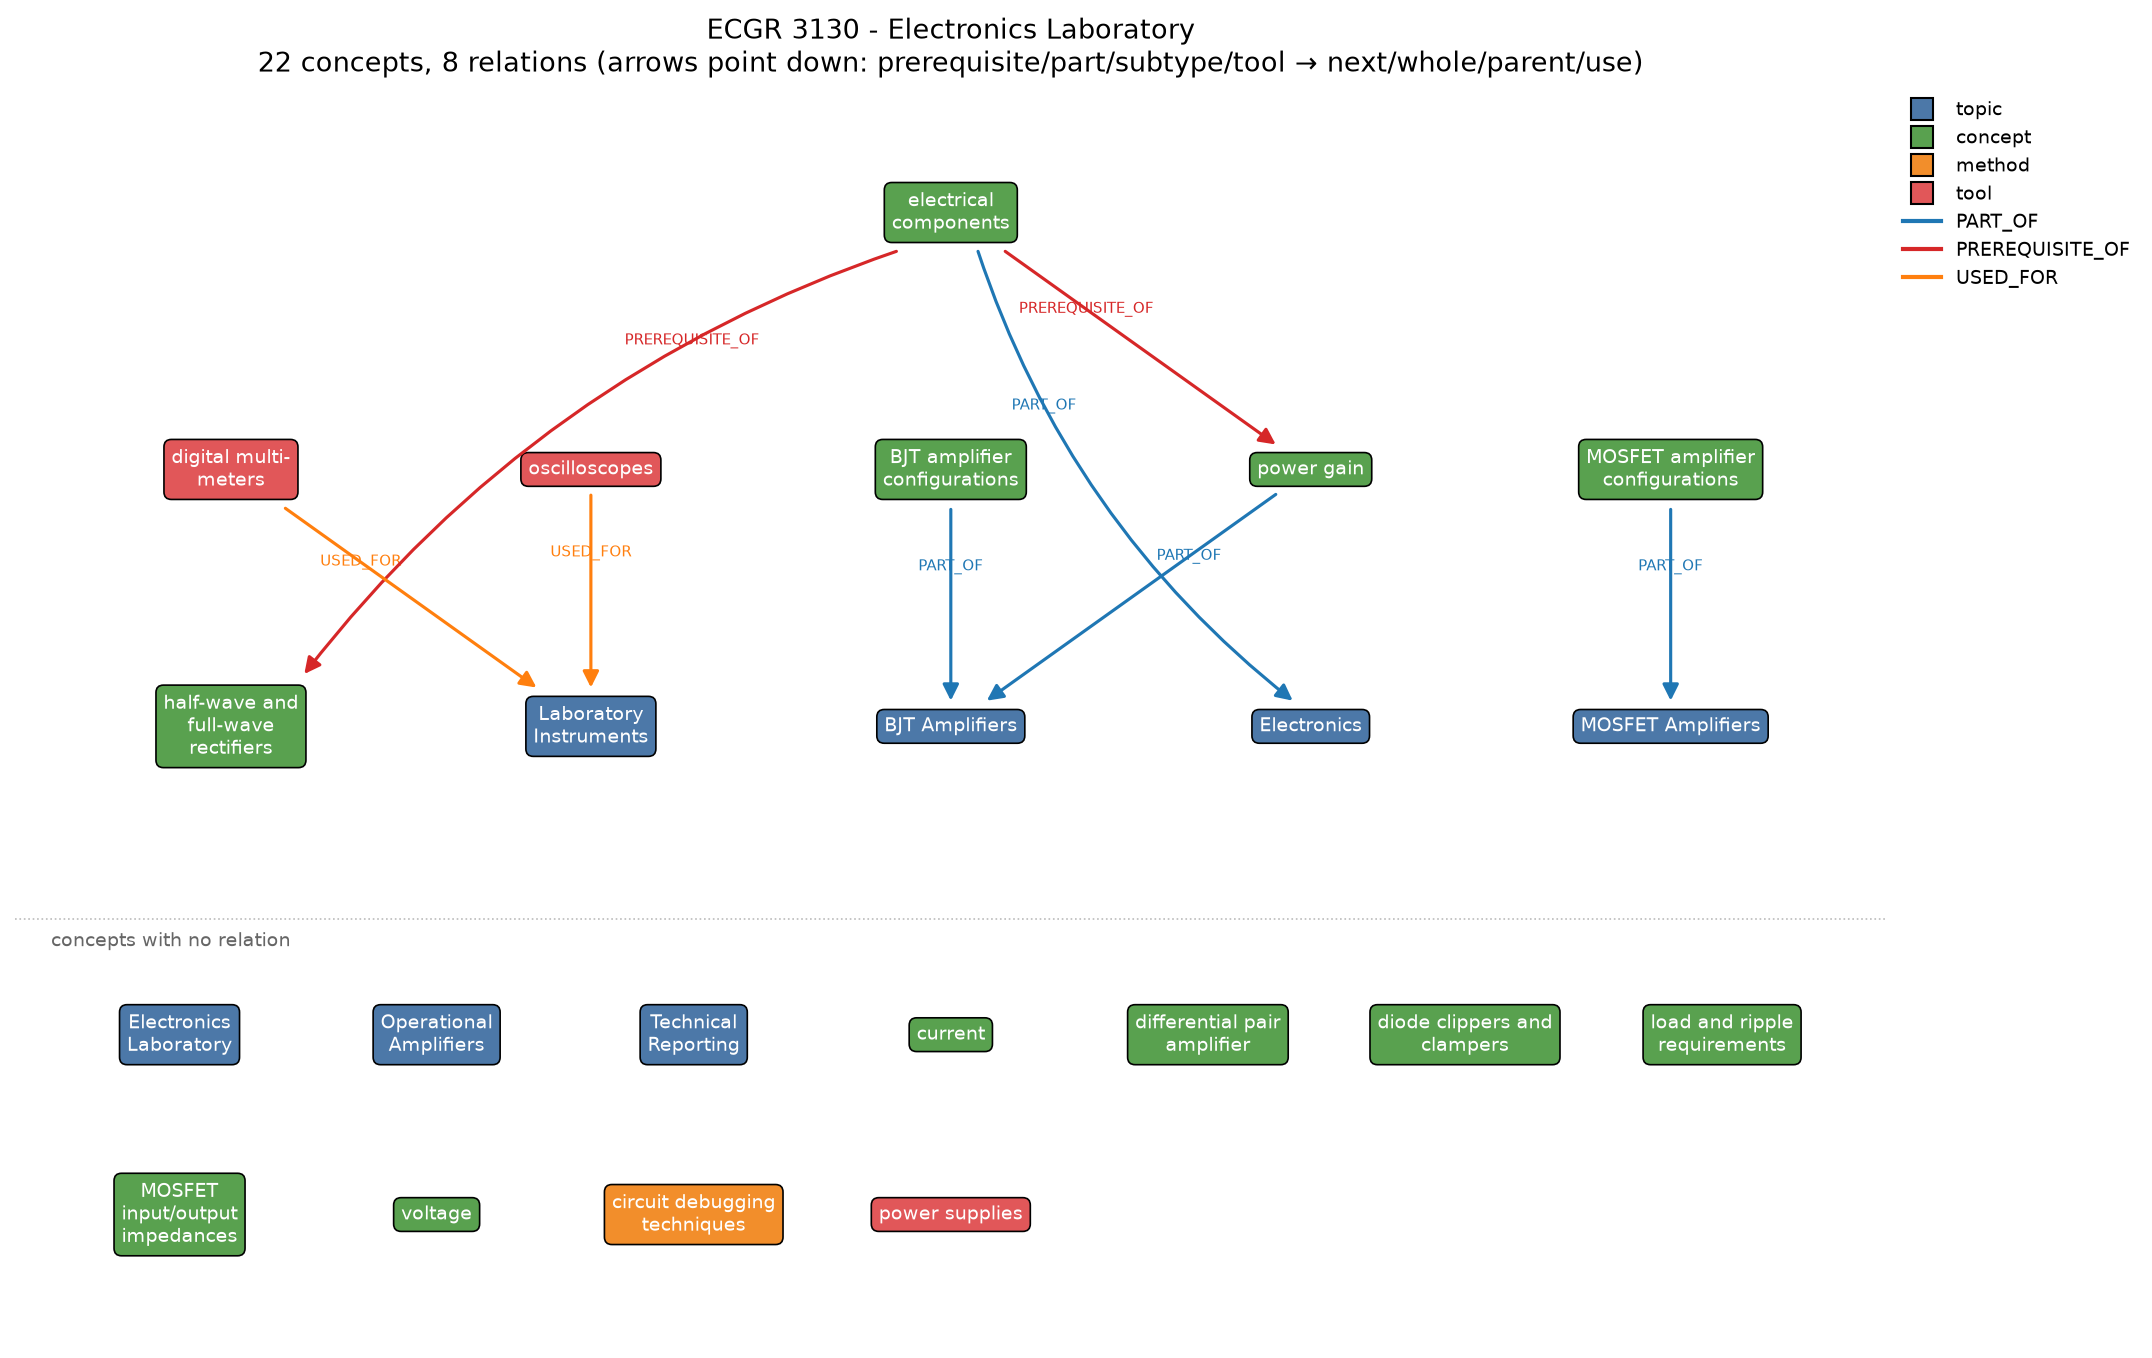 ECGR 3130 - Electronics Laboratory
22 concepts, 8 relations (arrows point down: prerequisite/part/subtype/tool → next/whole/parent/use)
topic
concept
method
tool
PART_OF
PREREQUISITE_OF
USED_FOR
electrical
components
PREREQUISITE_OF
PREREQUISITE_OF
PART_OF
digital multi-
meters
oscilloscopes
BJT amplifier
configurations
power gain
MOSFET amplifier
configurations
USED_FOR
USED_FOR
PART_OF
PART_OF
PART_OF
half-wave and
full-wave
rectifiers
Laboratory
Instruments
BJT Amplifiers
Electronics
MOSFET Amplifiers
concepts with no relation
Electronics
Laboratory
Operational
Amplifiers
Technical
Reporting
current
differential pair
amplifier
diode clippers and
clampers
load and ripple
requirements
MOSFET
input/output
impedances
voltage
circuit debugging
techniques
power supplies